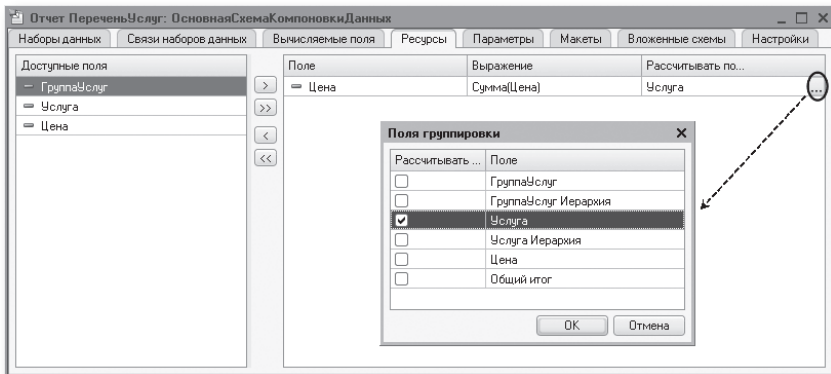 Отчет ПереченьУслуг: ОсновнаяСхемаКомпоновкиДанных
Наборы данных Связи наборов данных Вычисляемые поля Ресурсы Параметры Макеты Вложенные схемы Настройки
Доступные поля
ГруппаУслуг
Услуга
Цена
>
>>
<
<<
Поле Выражение Рассчитывать по...
Цена Сумма(Цена) Услуга ...
Поля группировки
Рассчитывать ... Поле
ГруппаУслуг
ГруппаУслуг Иерархия
Услуга
Услуга Иерархия
Цена
Общий итог
OK Отмена